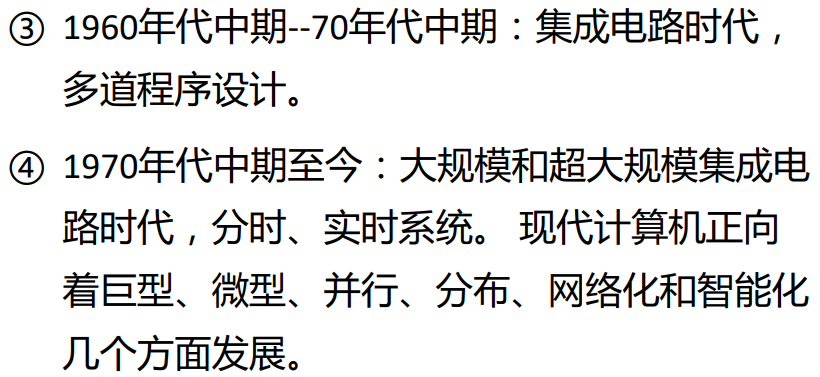 ③ 1960年代中期--70年代中期：集成电路时代，
多道程序设计。
④ 1970年代中期至今：大规模和超大规模集成电
路时代，分时、实时系统。 现代计算机正向
着巨型、微型、并行、分布、网络化和智能化
几个方面发展。